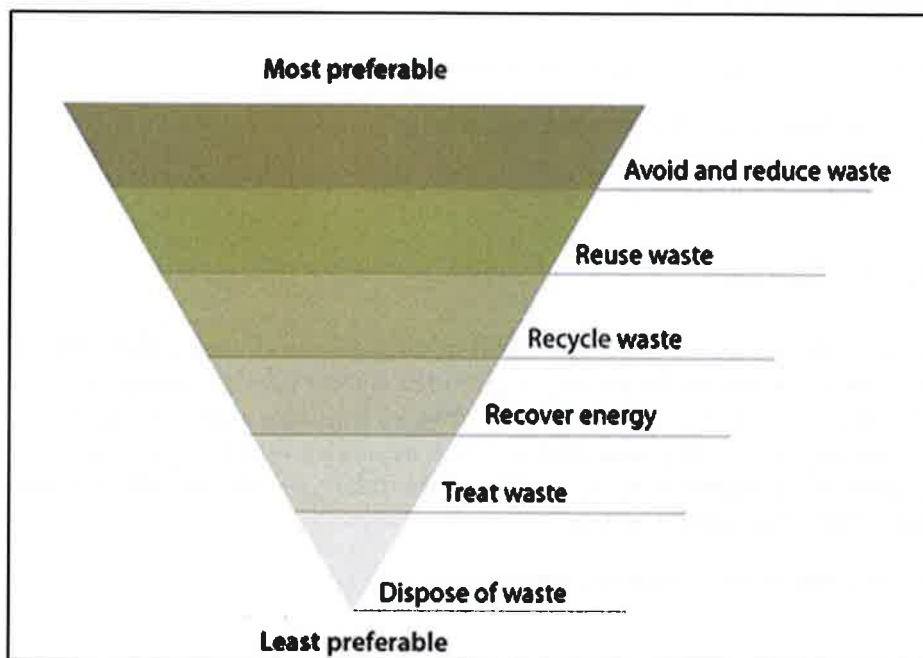 Most preferable
Avoid and reduce waste
Reuse waste
Recycle waste
Recover energy
Treat waste
Dispose of waste
Least preferable